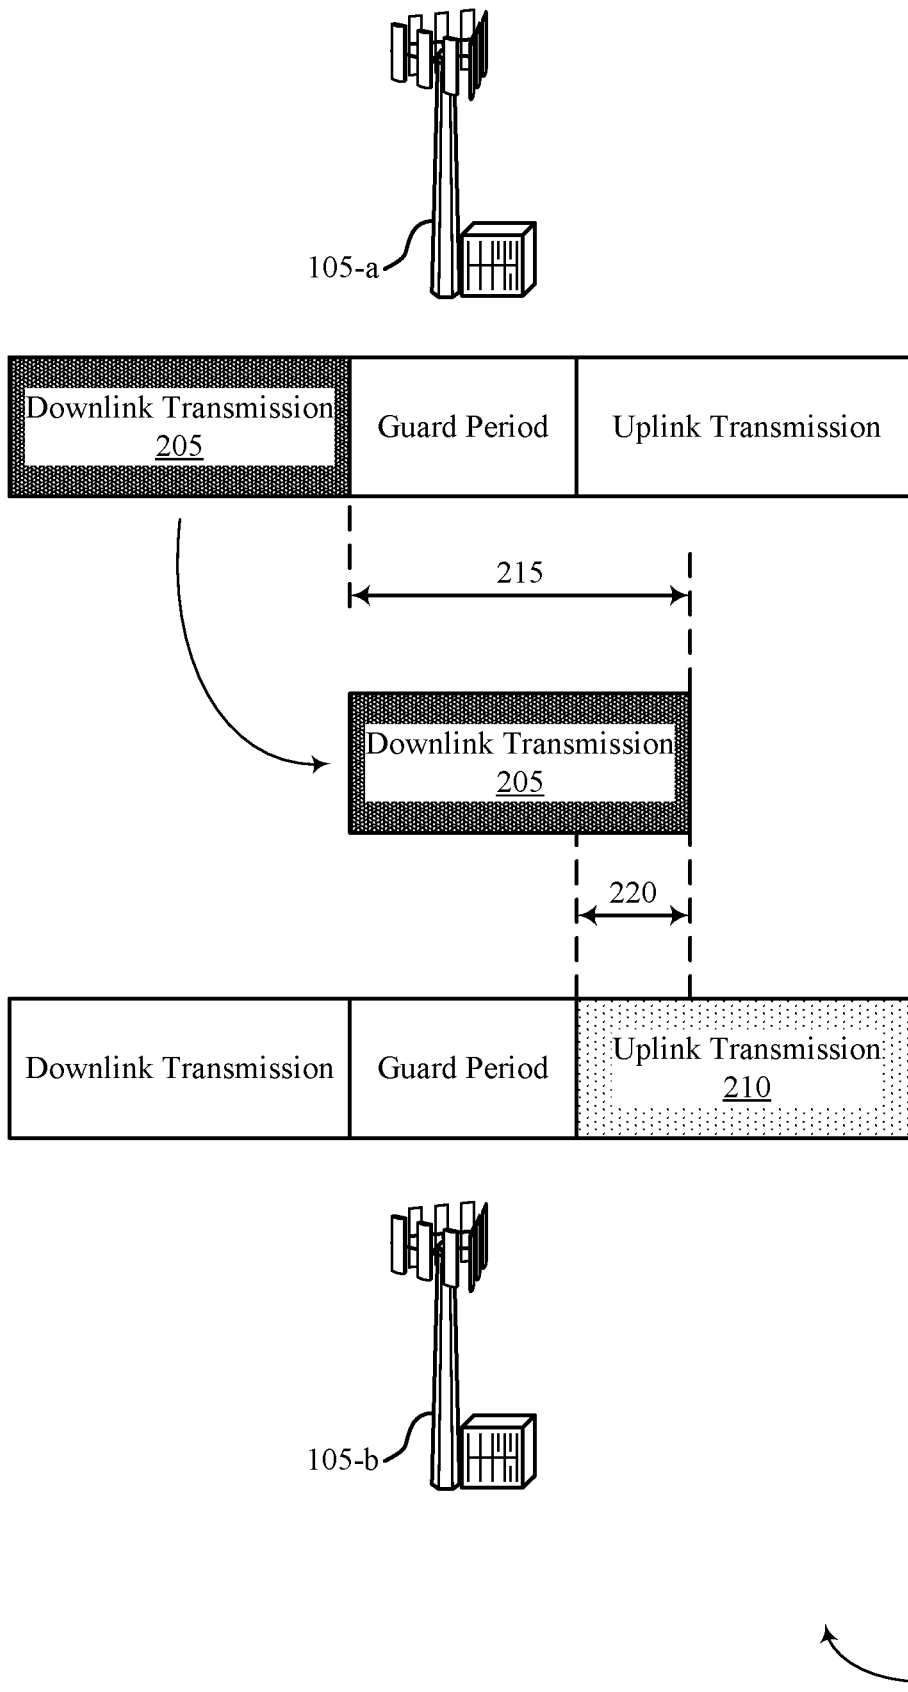 105-a
Downlink Transmission
205
Guard Period
Uplink Transmission
215
Downlink Transmission
205
220
Downlink Transmission
Guard Period
Uplink Transmission
210
105-b